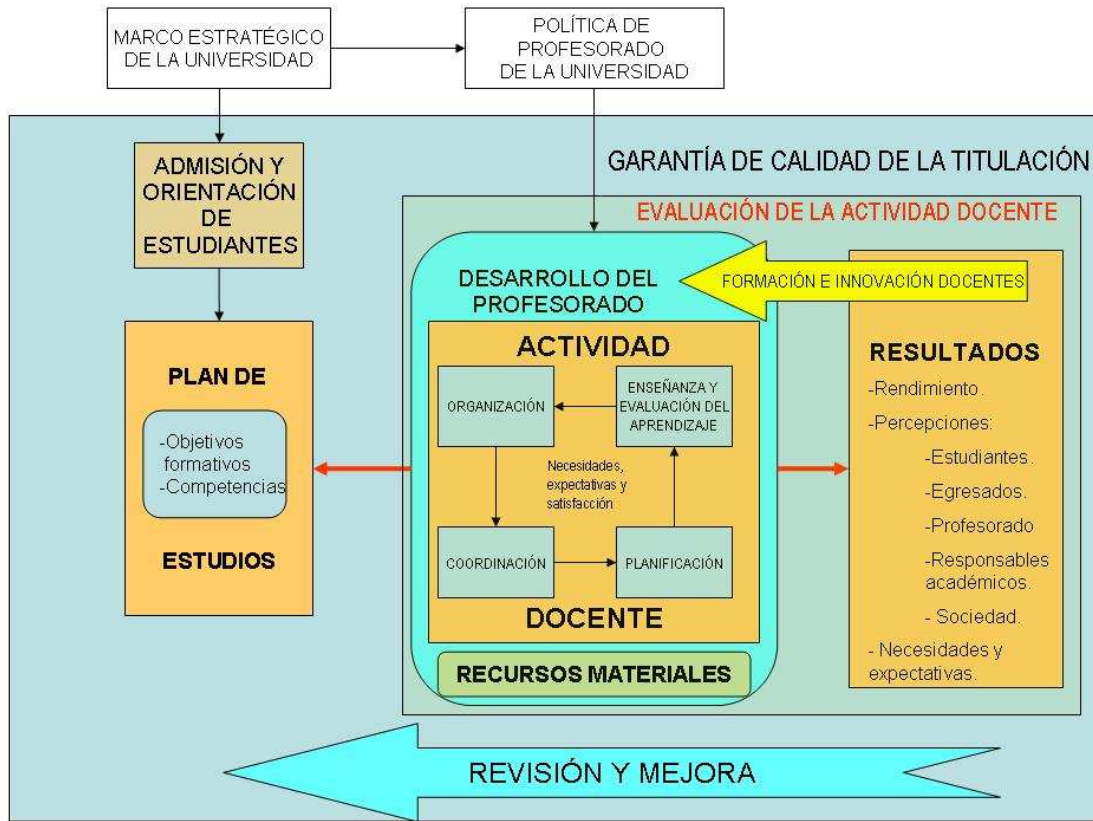 MARCO ESTRATÉGICO
DE LA UNIVERSIDAD
POLÍTICA DE
PROFESORADO
DE LA UNIVERSIDAD
GARANTÍA DE CALIDAD DE LA TITULACIÓN
ADMISIÓN Y
ORIENTACIÓN
DE
ESTUDIANTES
EVALUACIÓN DE LA ACTIVIDAD DOCENTE
DESARROLLO DEL
PROFESORADO
FORMACIÓN E INNOVACIÓN DOCENTES
PLAN DE
-Objetivos
formativos
-Competencias
ESTUDIOS
ACTIVIDAD
ORGANIZACIÓN
ENSEÑANZA Y
EVALUACIÓN DEL
APRENDIZAJE
Necesidades,
expectativas y
satisfacción
COORDINACIÓN
PLANIFICACIÓN
DOCENTE
RECURSOS MATERIALES
RESULTADOS
-Rendimiento.
-Percepciones:
-Estudiantes.
-Egresados.
-Profesorado
-Responsables
académicos.
- Sociedad.
- Necesidades y
expectativas.
REVISIÓN Y MEJORA